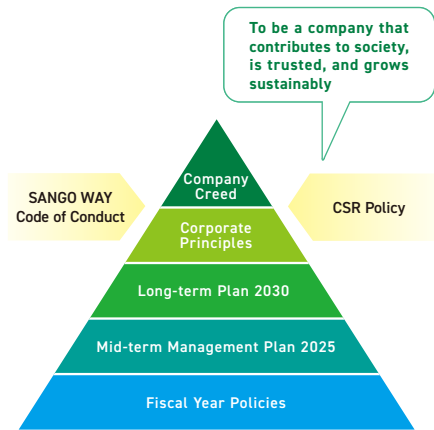 To be a company that
contributes to society,
is trusted, and grows
sustainably
Company
Creed
SANGO WAY
Code of Conduct
CSR Policy
Corporate
Principles
Long-term Plan 2030
Mid-term Management Plan 2025
Fiscal Year Policies